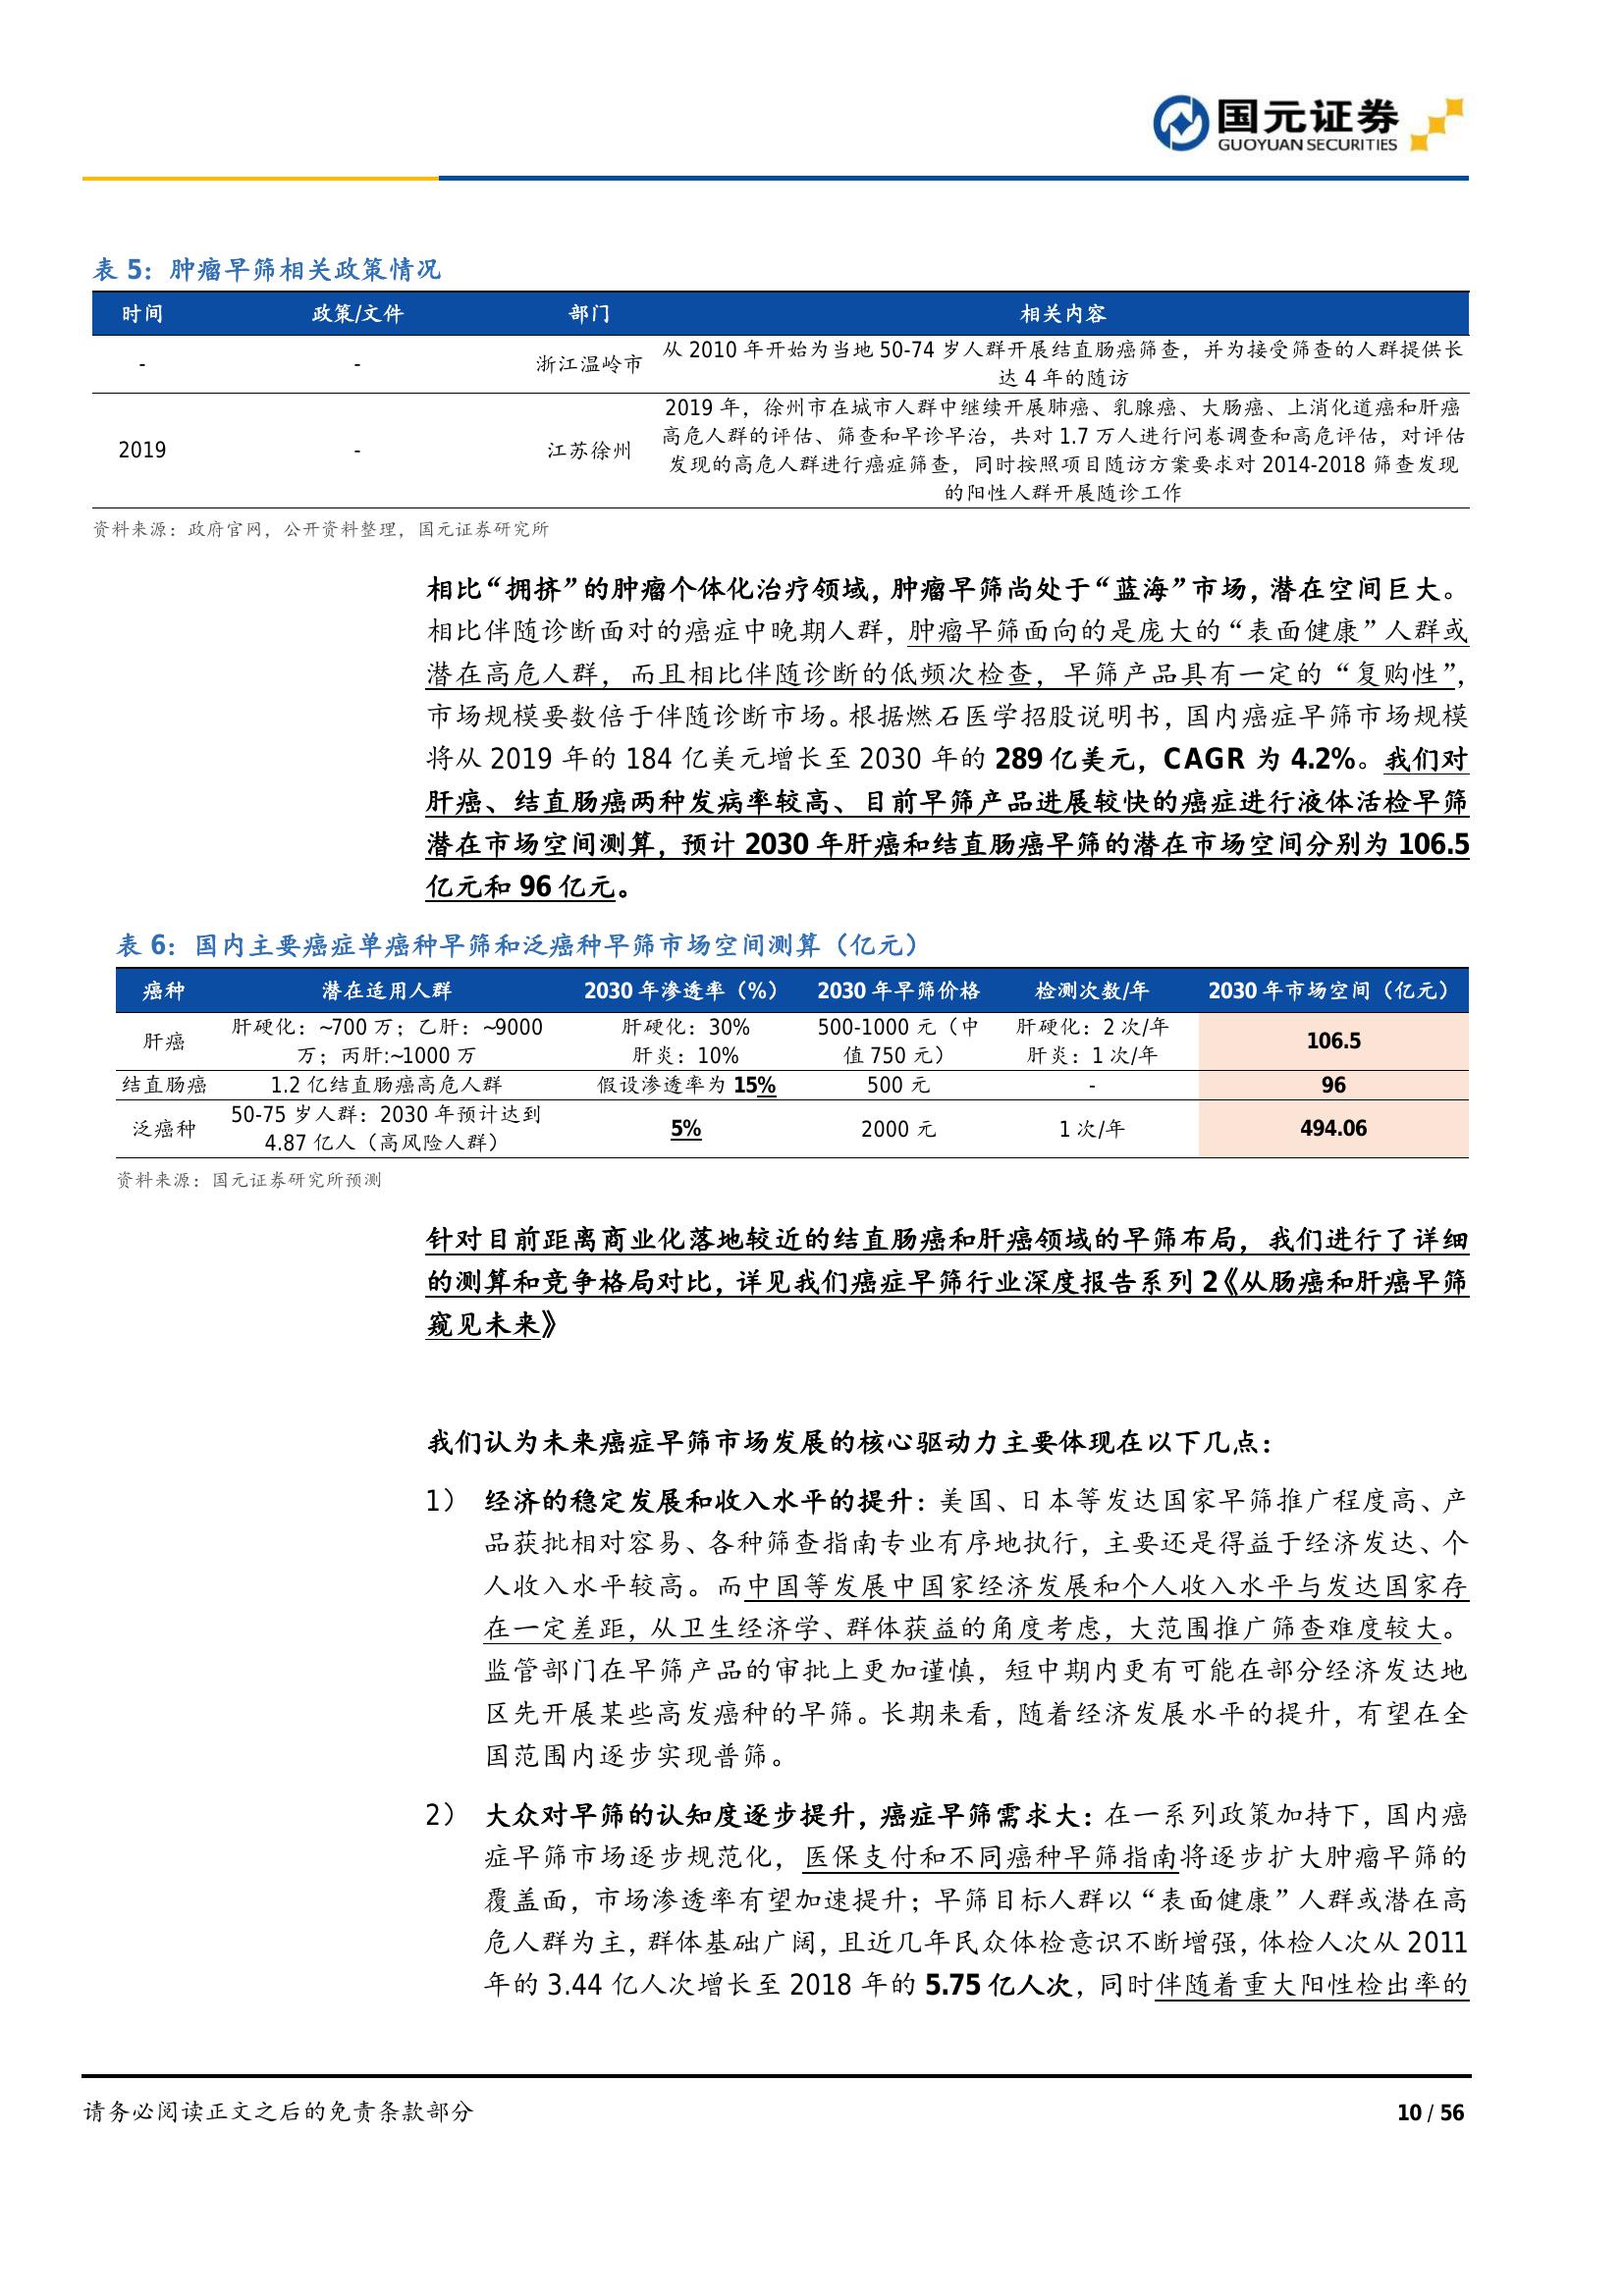 国元证券
GUOYUAN SECURITIES
表 5：肿瘤早筛相关政策情况
时间 政策/文件 部门 相关内容
- - 浙江温岭市 从 2010 年开始为当地 50-74 岁人群开展结直肠癌筛查，并为接受筛查的人群提供长
达 4 年的随访
2019 - 江苏徐州 2019 年，徐州市在城市人群中继续开展肺癌、乳腺癌、大肠癌、上消化道癌和肝癌
高危人群的评估、筛查和早诊早治，共对 1.7 万人进行问卷调查和高危评估，对评估
发现的高危人群进行癌症筛查，同时按照项目随访方案要求对 2014-2018 筛查发现
的阳性人群开展随诊工作
资料来源：政府官网，公开资料整理，国元证券研究所
相比“拥挤”的肿瘤个体化治疗领域，肿瘤早筛尚处于“蓝海”市场，潜在空间巨大。
相比伴随诊断面对的癌症中晚期人群，肿瘤早筛面向的是庞大的“表面健康”人群或
潜在高危人群，而且相比伴随诊断的低频次检查，早筛产品具有一定的“复购性”，
市场规模要数倍于伴随诊断市场。根据燃石医学招股说明书，国内癌症早筛市场规模
将从 2019 年的 184 亿美元增长至 2030 年的 289 亿美元，CAGR 为 4.2%。我们对
肝癌、结直肠癌两种发病率较高、目前早筛产品进展较快的癌症进行液体活检早筛
潜在市场空间测算，预计 2030 年肝癌和结直肠癌早筛的潜在市场空间分别为 106.5
亿元和 96 亿元。
表 6：国内主要癌症单癌种早筛和泛癌种早筛市场空间测算（亿元）
癌种 潜在适用人群 2030 年渗透率（%） 2030 年早筛价格 检测次数/年 2030 年市场空间（亿元）
肝癌 肝硬化：~700 万；乙肝：~9000 万；丙肝:~1000 万 肝硬化：30% 肝炎：10% 500-1000 元（中值 750 元） 肝硬化：2 次/年 肝炎：1 次/年 106.5
结直肠癌 1.2 亿结直肠癌高危人群 假设渗透率为 15% 500 元 - 96
泛癌种 50-75 岁人群：2030 年预计达到 4.87 亿人（高风险人群） 5% 2000 元 1 次/年 494.06
资料来源：国元证券研究所预测
针对目前距离商业化落地较近的结直肠癌和肝癌领域的早筛布局，我们进行了详细
的测算和竞争格局对比，详见我们癌症早筛行业深度报告系列 2《从肠癌和肝癌早筛
窥见未来》
我们认为未来癌症早筛市场发展的核心驱动力主要体现在以下几点：
1） 经济的稳定发展和收入水平的提升：美国、日本等发达国家早筛推广程度高、产
品获批相对容易、各种筛查指南专业有序地执行，主要还是得益于经济发达、个
人收入水平较高。而中国等发展中国家经济发展和个人收入水平与发达国家存
在一定差距，从卫生经济学、群体获益的角度考虑，大范围推广筛查难度较大。
监管部门在早筛产品的审批上更加谨慎，短中期内更有可能在部分经济发达地
区先开展某些高发癌种的早筛。长期来看，随着经济发展水平的提升，有望在全
国范围内逐步实现普筛。
2） 大众对早筛的认知度逐步提升，癌症早筛需求大：在一系列政策加持下，国内癌
症早筛市场逐步规范化，医保支付和不同癌种早筛指南将逐步扩大肿瘤早筛的
覆盖面，市场渗透率有望加速提升；早筛目标人群以“表面健康”人群或潜在高
危人群为主，群体基础广阔，且近几年民众体检意识不断增强，体检人次从 2011
年的 3.44 亿人次增长至 2018 年的 5.75 亿人次，同时伴随着重大阳性检出率的
请务必阅读正文之后的免责条款部分 10 / 56